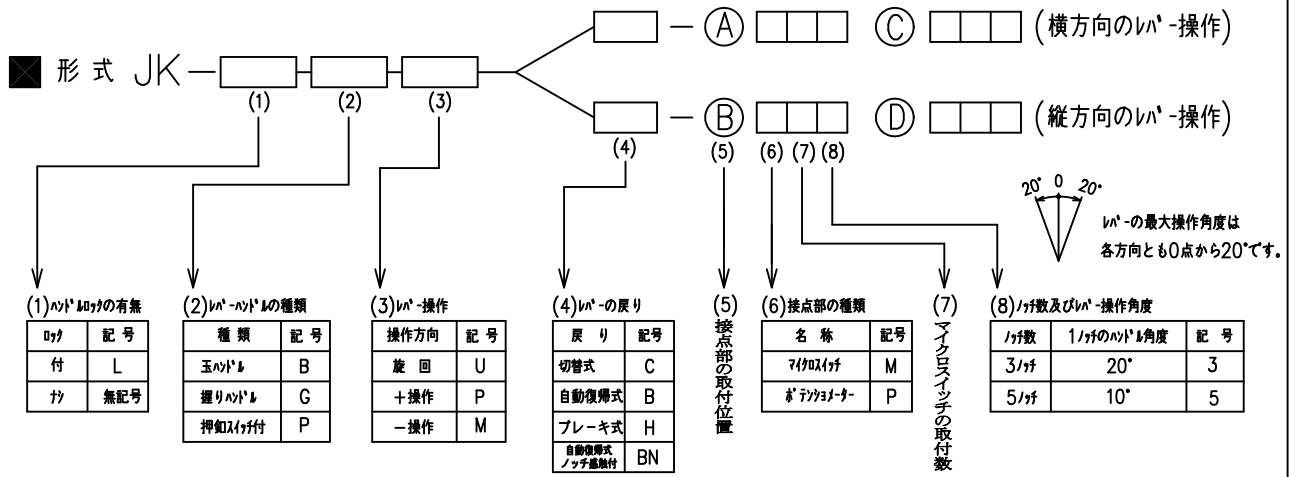 －Ⓐ Ⓒ (横方向のﾚﾊﾞｰ操作)
形式 JK－
(1) (2) (3)
－Ⓑ Ⓓ (縦方向のﾚﾊﾞｰ操作)
(4) (5) (6) (7) (8)
20° 0 20°
ﾚﾊﾞｰの最大操作角度は
各方向とも0点から20°です。
(1)ﾊﾝﾄﾞﾙﾛｯｸの有無
ﾛｯｸ 記号
付 L
ﾅｼ 無記号
(2)ﾚﾊﾞｰﾊﾝﾄﾞﾙの種類
種類 記号
玉ﾊﾝﾄﾞﾙ B
握りﾊﾝﾄﾞﾙ G
押釦ｽｲｯﾁ付 P
(3)ﾚﾊﾞｰ操作
操作方向 記号
旋回 U
＋操作 P
－操作 M
(4)ﾚﾊﾞｰの戻り
戻り 記号
切替式 C
自動復帰式 B
ブレーキ式 H
自動復帰式
ノッチ感触付 BN
(5)接点部の取付位置
(6)接点部の種類
名称 記号
ﾏｲｸﾛｽｲｯﾁ M
ﾎﾟﾃﾝｼｮﾒｰﾀｰ P
(7)マイクロスイッチの取付数
(8)ﾉｯﾁ数及びﾚﾊﾞｰ操作角度
ﾉｯﾁ数 1ﾉｯﾁのﾊﾝﾄﾞﾙ角度 記号
3ﾉｯﾁ 20° 3
5ﾉｯﾁ 10° 5